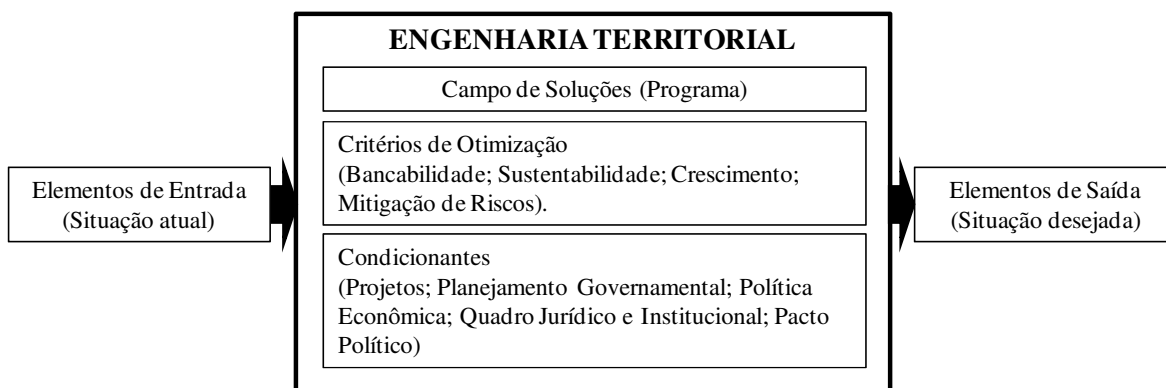 ENGENHARIA TERRITORIAL
Campo de Soluções (Programa)
Critérios de Otimização
(Bancabilidade; Sustentabilidade; Crescimento;
Mitigação de Riscos).
Elementos de Entrada
(Situação atual)
Elementos de Saída
(Situação desejada)
Condicionantes
(Projetos; Planejamento Governamental; Política
Econômica; Quadro Jurídico e Institucional; Pacto
Político)